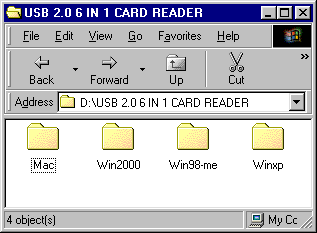 USB 2.0 6 IN 1 CARD READER
File Edit View Go Favorites Help
Back Forward Up Cut
Address D:\USB 2.0 6 IN 1 CARD READER
Mac Win2000 Win98-me Winxp
4 object(s) My Cc